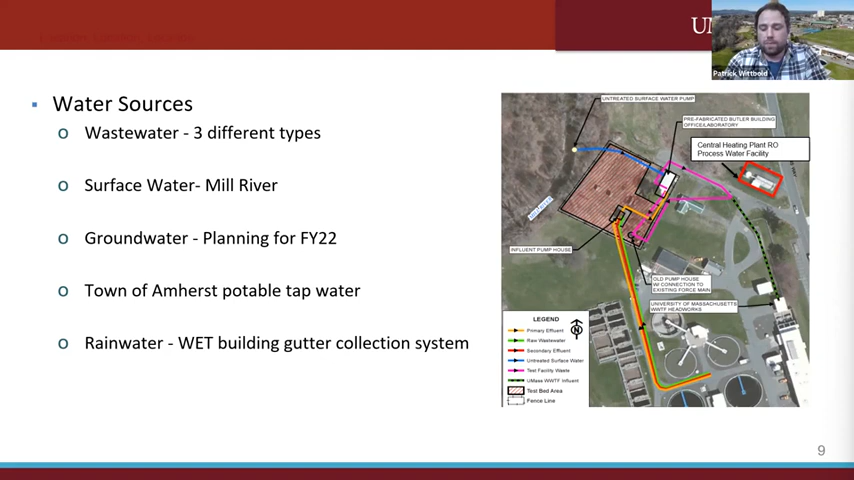 UM
Patrick Wittbold
Water Sources
Wastewater - 3 different types
Surface Water- Mill River
Groundwater - Planning for FY22
Town of Amherst potable tap water
Rainwater - WET building gutter collection system
UNTREATED SURFACE WATER PUMP
PRE-FABRICATED BUTLER BUILDING
OFFICE/LABORATORY
Central Heating Plant RO
Process Water Facility
INFLUENT PUMP HOUSE
OLD PUMP HOUSE
W/ CONNECTION TO
EXISTING FORCE MAIN
UNIVERSITY OF MASSACHUSETTS
WWTF HEADWORKS
LEGEND
N
Primary Effluent
Raw Wastewater
Secondary Effluent
Untreated Surface Water
Test Facility Waste
UMass WWTF Influent
Test Bed Area
Fence Line
9